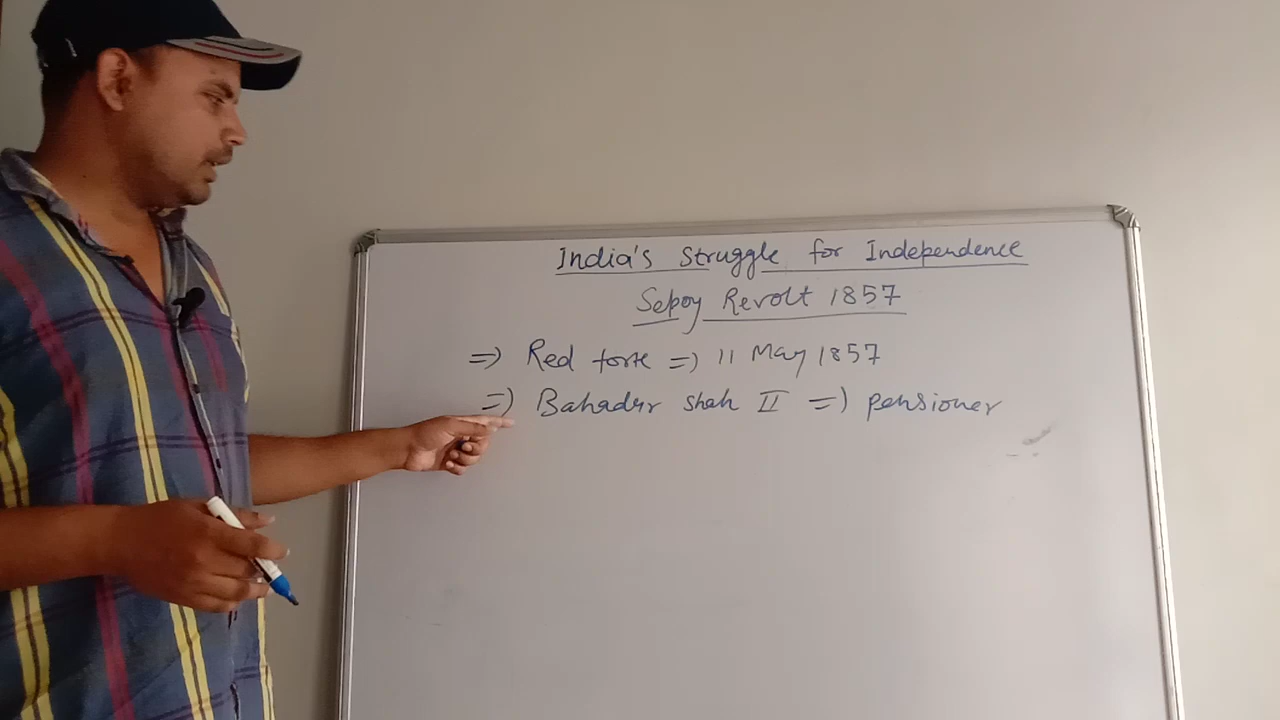 India's Struggle for Independence
Sepoy Revolt 1857
=) Red forte =) 11 May 1857
=) Bahadur shah II =) pensioner